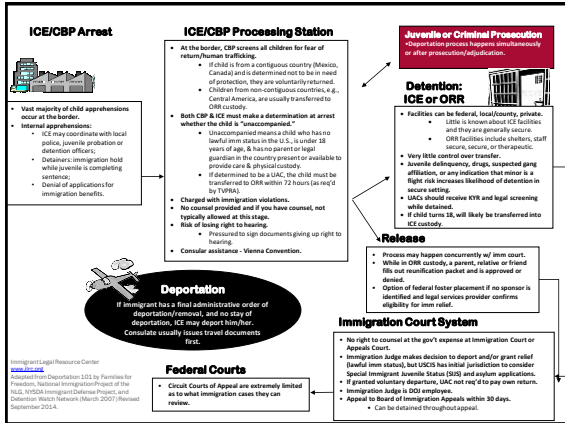 ICE/CBP Arrest
• Vast majority of child apprehensions
occur at the border.
• Internal apprehensions:
• ICE may coordinate with local
police, juvenile probation or
detention officers;
• Detainers: immigration hold
while juvenile is completing
sentence;
• Denial of applications for
immigration benefits.
ICE/CBP Processing Station
• At the border, CBP screens all children for fear of
return/human trafficking.
• If child is from a contiguous country (Mexico,
Canada) and is determined not to be in need
of protection, they are voluntarily returned.
• Children from non-contiguous countries, e.g.,
Central America, are usually transferred to
ORR custody.
• Both CBP & ICE must make a determination at arrest
whether the child is "unaccompanied."
• Unaccompanied means a child who has no
lawful imm status in the U.S., is under 18
years of age, & has no parent or legal
guardian in the country present or available to
provide care & physical custody.
• If determined to be a UAC, the child must be
transferred to ORR within 72 hours (as req'd
by TVPRA).
• Charged with immigration violations.
• No counsel provided and if you have counsel, not
typically allowed at this stage.
• Risk of losing right to hearing.
• Pressured to sign documents giving up right to
hearing.
• Consular assistance - Vienna Convention.
Juvenile or Criminal Prosecution
•Deportation process happens simultaneously
or after prosecution/adjudication.
Detention:
ICE or ORR
• Facilities can be federal, local/county, private.
• Little is known about ICE facilities
and they are generally secure.
• ORR facilities include shelters, staff
secure, secure, or therapeutic.
• Very little control over transfer.
• Juvenile delinquency, drugs, suspected gang
affiliation, or any indication that minor is a
flight risk increases likelihood of detention in
secure setting.
• UACs should receive KYR and legal screening
while detained.
• If child turns 18, will likely be transferred into
ICE custody.
Release
• Process may happen concurrently w/ imm court.
• While in ORR custody, a parent, relative or friend
fills out reunification packet and is approved or
denied.
• Option of federal foster placement if no sponsor is
identified and legal services provider confirms
eligibility for imm relief.
Deportation
If immigrant has a final administrative order of
deportation/removal, and no stay of
deportation, ICE may deport him/her.
Consulate usually issues travel documents
first.
Immigration Court System
• No right to counsel at the gov't expense at Immigration Court or
Appeals Court.
• Immigration Judge makes decision to deport and/or grant relief
(lawful imm status), but USCIS has initial jurisdiction to consider
Special Immigrant Juvenile Status (SIJS) and asylum applications.
• If granted voluntary departure, UAC not req'd to pay own return.
• Immigration Judge is DOJ employee.
• Appeal to Board of Immigration Appeals within 30 days.
• Can be detained throughout appeal.
Federal Courts
• Circuit Courts of Appeal are extremely limited
as to what immigration cases they can
review.
Immigrant Legal Resource Center
www.ilrc.org
Adapted from Deportation 101 by Families for
Freedom, National Immigration Project of the
NLG, NYSDA Immigrant Defense Project, and
Detention Watch Network (March 2007) Revised
September 2014.